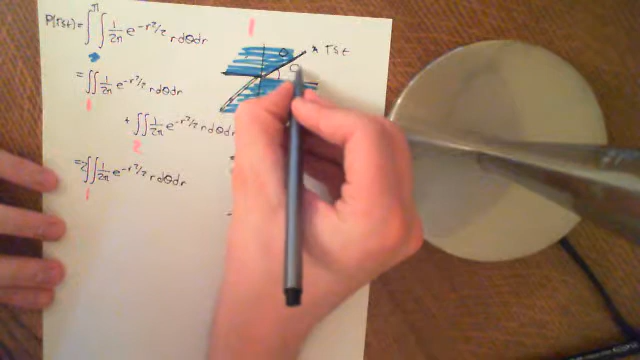 P(T≤t) = ∫∫ 1/2π e^-r²/2 r dθ dr
= ∫∫ 1/2π e^-r²/2 r dθ dr
1
+ ∫∫ 1/2π e^-r²/2 r dθ dr
2
= 2∫∫ 1/2π e^-r²/2 r dθ dr
1
1
T≤t